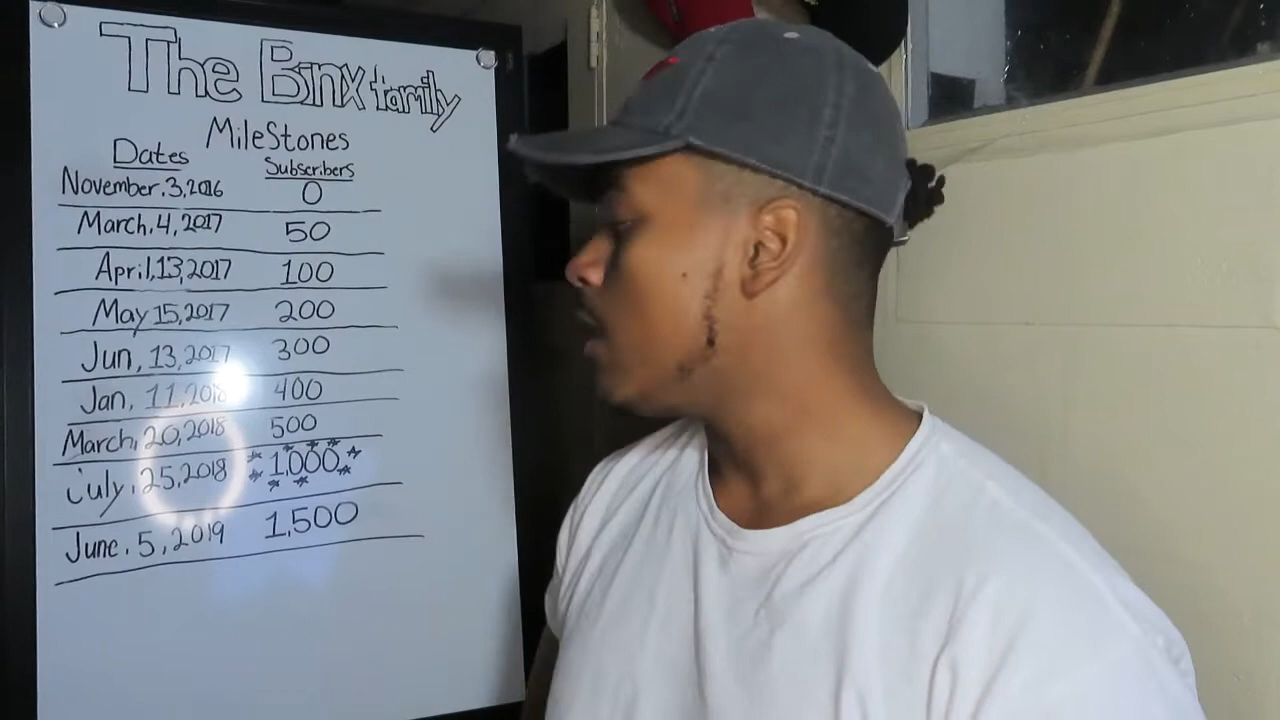 The Binx family
MileStones
Dates Subscribers
November.3,2016 0
March.4,2017 50
April,13,2017 100
May 15,2017 200
Jun, 13,2017 300
Jan, 11,2018 400
March, 20,2018 500
July, 25,2018 *1,000*
June. 5,2019 1,500